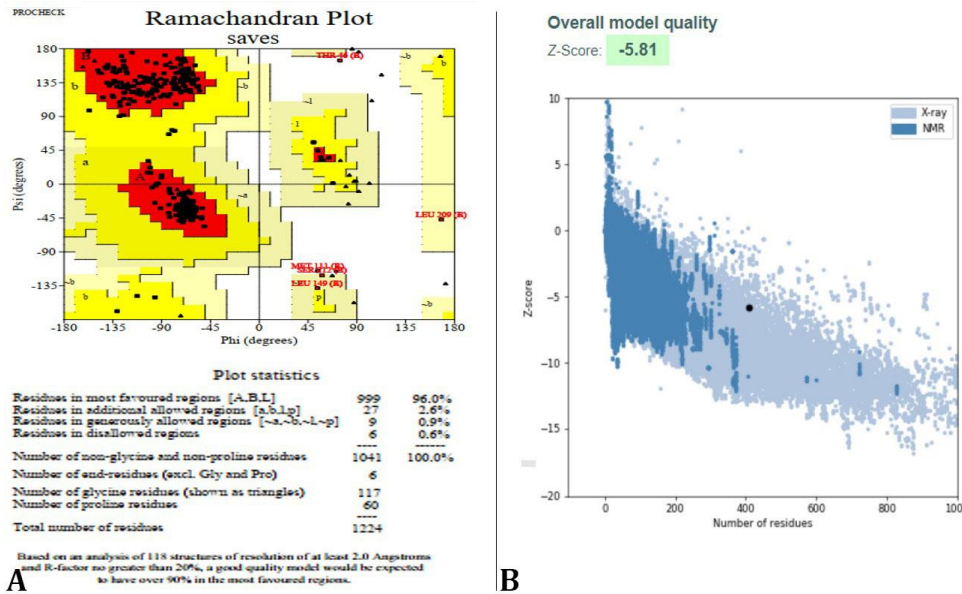 PROCHECK
Ramachandran Plot
saves
B
A
b
a
l
p
~b
~a
~l
THR 46 (R)
LEU 209 (R)
MET 111 (R)
LEU 149 (R)
Psi (degrees)
180
135
90
45
0
-45
-90
-135
-180 -135 -90 -45 0 45 90 135 180
Phi (degrees)
Plot statistics
Residues in most favoured regions [A,B,L] 999 96.0%
Residues in additional allowed regions [a,b,l,p] 27 2.6%
Residues in generously allowed regions [~a,~b,~l,~p] 9 0.9%
Residues in disallowed regions 6 0.6%
---- ------
Number of non-glycine and non-proline residues 1041 100.0%
Number of end-residues (excl. Gly and Pro) 6
Number of glycine residues (shown as triangles) 117
Number of proline residues 60
----
Total number of residues 1224
Based on an analysis of 118 structures of resolution of at least 2.0 Angstroms
and R-factor no greater than 20%, a good quality model would be expected
to have over 90% in the most favoured regions.
A
B
Overall model quality
Z-Score: -5.81
X-ray
NMR
Z-score
10
5
0
-5
-10
-15
-20
0 200 400 600 800 1000
Number of residues